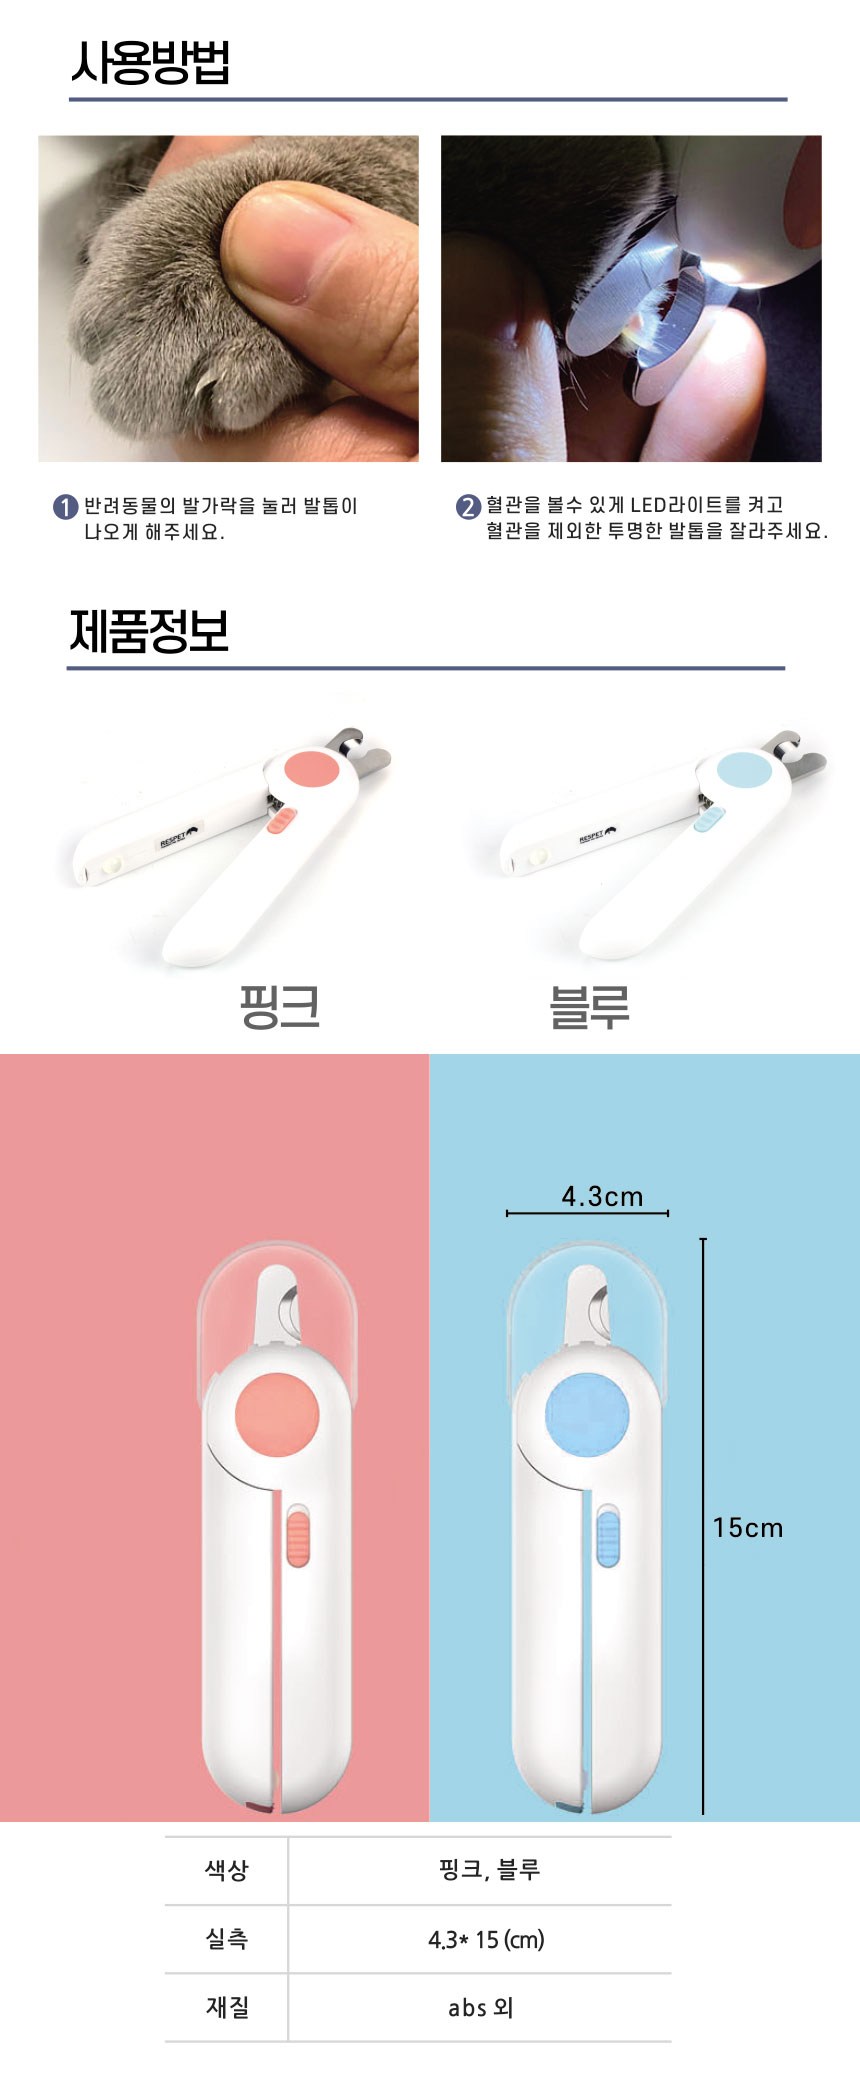 사용방법
1 반려동물의 발가락을 눌러 발톱이
나오게 해주세요.
2 혈관을 볼수 있게 LED라이트를 켜고
혈관을 제외한 투명한 발톱을 잘라주세요.
제품정보
RESPET
RESPET
핑크
블루
4.3cm
15cm
색상 핑크, 블루
실측 4.3* 15 (cm)
재질 abs 외